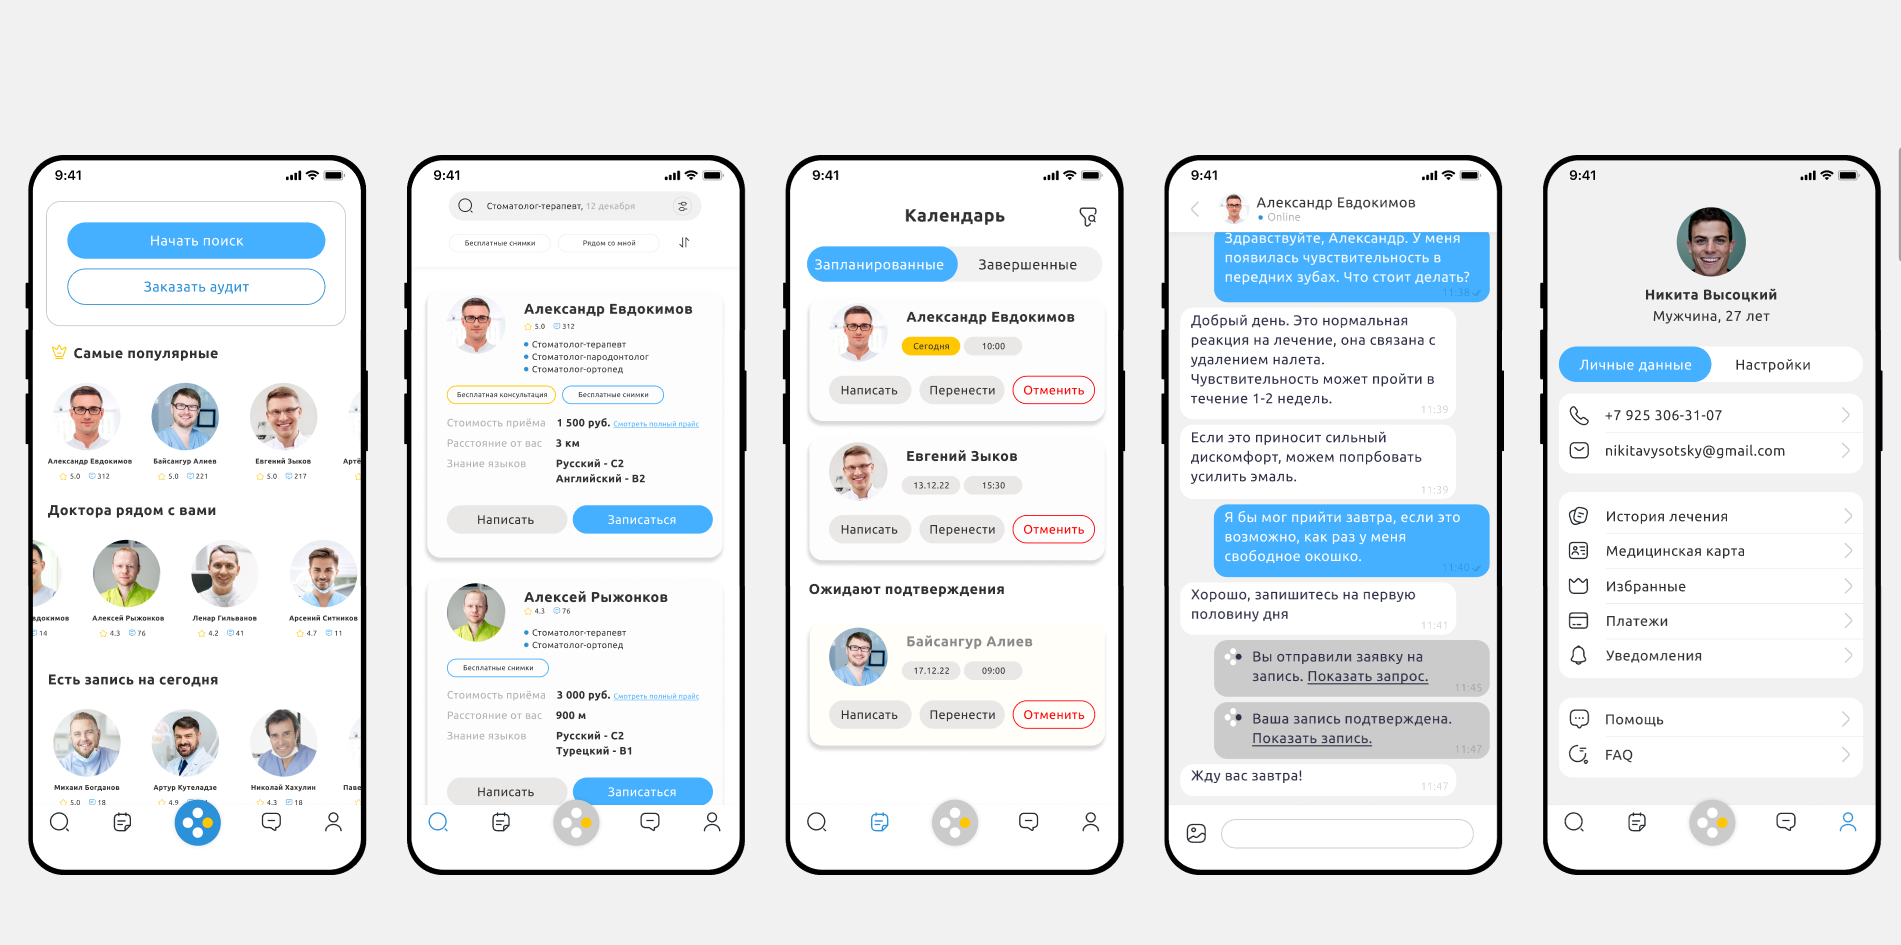 9:41
Начать поиск
Заказать аудит
Самые популярные
Александр Евдокимов
5.0 312
Байсангур Алиев
5.0 221
Евгений Зыков
5.0 217
Артё
Доктора рядом с вами
вдокимов
14
Алексей Рыжонков
4.3 76
Ленар Гильванов
4.2 41
Арсений Ситников
4.7 11
Есть запись на сегодня
Михаил Богданов
5.0 18
Артур Кутеладзе
4.9
Николай Хахулин
4.3 18
Паве
9:41
Стоматолог-терапевт, 12 декабря
Бесплатные снимки
Рядом со мной
Александр Евдокимов
5.0 312
Стоматолог-терапевт
Стоматолог-пародонтолог
Стоматолог-ортопед
Бесплатная консультация
Бесплатные снимки
Стоимость приёма 1 500 руб. Смотреть полный прайс
Расстояние от вас 3 км
Знание языков Русский - C2
Английский - B2
Написать
Записаться
Алексей Рыжонков
4.3 76
Стоматолог-терапевт
Стоматолог-ортопед
Бесплатные снимки
Стоимость приёма 3 000 руб. Смотреть полный прайс
Расстояние от вас 900 м
Знание языков Русский - C2
Турецкий - B1
Написать
Записаться
9:41
Календарь
Запланированные
Завершенные
Александр Евдокимов
Сегодня 10:00
Написать Перенести Отменить
Евгений Зыков
13.12.22 15:30
Написать Перенести Отменить
Ожидают подтверждения
Байсангур Алиев
17.12.22 09:00
Написать Перенести Отменить
9:41
Александр Евдокимов
Online
Здравствуйте, Александр. У меня
появилась чувствительность в
передних зубах. Что стоит делать?
11:38
Добрый день. Это нормальная
реакция на лечение, она связана с
удалением налета.
Чувствительность может пройти в
течение 1-2 недель.
11:39
Если это приносит сильный
дискомфорт, можем попрбовать
усилить эмаль.
11:39
Я бы мог прийти завтра, если это
возможно, как раз у меня
свободное окошко.
11:40
Хорошо, запишитесь на первую
половину дня
11:41
Вы отправили заявку на
запись. Показать запрос.
11:45
Ваша запись подтверждена.
Показать запись.
11:47
Жду вас завтра!
11:47
9:41
Никита Высоцкий
Мужчина, 27 лет
Личные данные
Настройки
+7 925 306-31-07
nikitavysotsky@gmail.com
История лечения
Медицинская карта
Избранные
Платежи
Уведомления
Помощь
FAQ